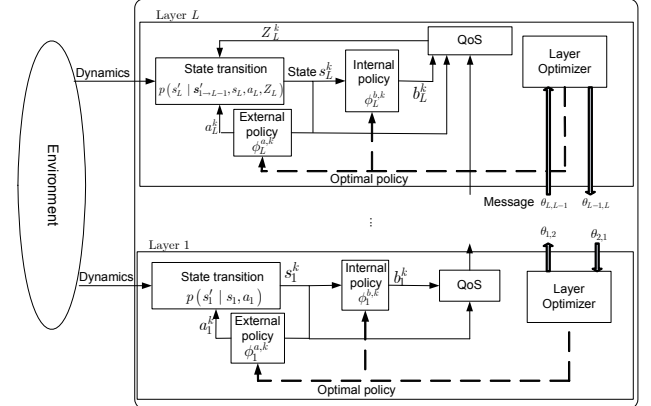 Layer L
Z_L^k
QoS
Layer
Optimizer
Dynamics
State transition
p(s'_L | s'_{1→L−1}, s_L, a_L, Z_L)
State s_L^k
Internal
policy
ϕ_L^{b,k}
b_L^k
a_L^k
External
policy
ϕ_L^{a,k}
Optimal policy
Environment
Message θ_{L,L−1} θ_{L−1,L}
⋮
θ_{1,2} θ_{2,1}
Layer 1
Dynamics
State transition
p(s'_1 | s_1, a_1)
s_1^k
Internal
policy
ϕ_1^{b,k}
b_1^k
QoS
Layer
Optimizer
a_1^k
External
policy
ϕ_1^{a,k}
Optimal policy